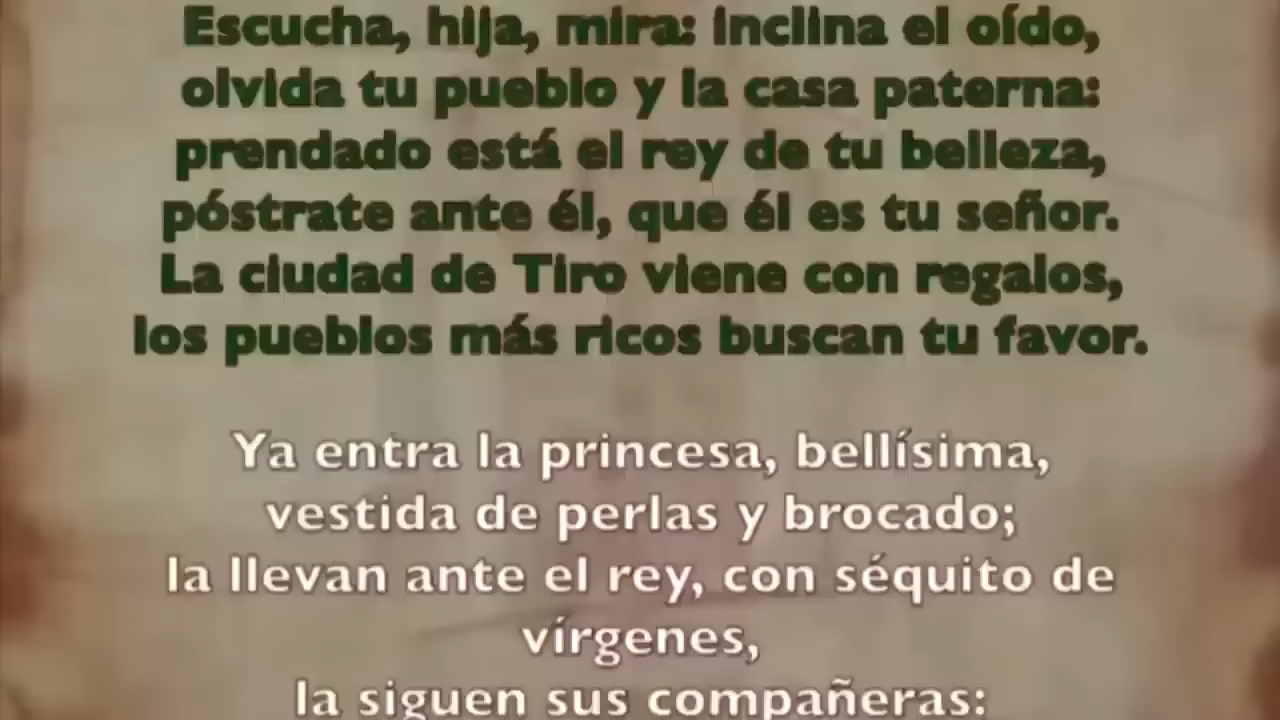 Escucha, hija, mira: inclina el oído,
olvida tu pueblo y la casa paterna:
prendado está el rey de tu belleza,
póstrate ante él, que él es tu señor.
La ciudad de Tiro viene con regalos,
los pueblos más ricos buscan tu favor.
Ya entra la princesa, bellísima,
vestida de perlas y brocado;
la llevan ante el rey, con séquito de
vírgenes,
la siguen sus compañeras: